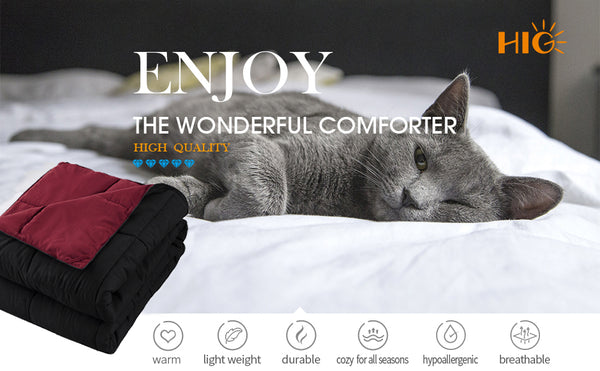 HIG
ENJOY
THE WONDERFUL COMFORTER
HIGH QUALITY
warm
light weight
durable
cozy for all seasons
hypoallergenic
breathable